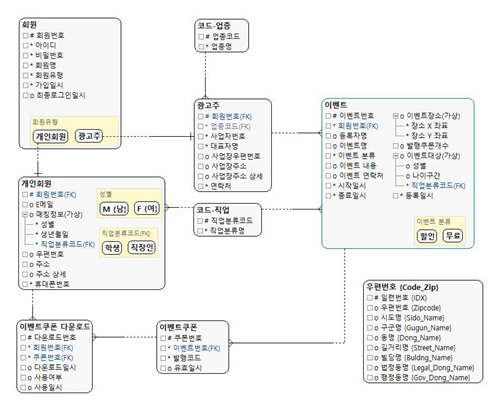 회원
# 회원번호
* 아이디
* 비밀번호
* 회원명
* 회원유형
* 가입일시
o 최종로그인일시
회원유형
개인회원
광고주
코드-업종
# 업종코드
* 업종명
광고주
# 회원번호(FK)
* 업종코드(FK)
* 사업자번호
* 대표자명
o 사업장우편번호
o 사업장주소
o 사업장주소 상세
* 연락처
이벤트
# 이벤트번호
* 회원번호(FK)
o 등록자명
o 이벤트명
* 이벤트 분류
o 이벤트 내용
o 이벤트 연락처
* 시작일시
* 종료일시
o 이벤트장소(가상)
* 장소 X 좌표
* 장소 Y 좌표
o 발행쿠폰개수
o 이벤트대상(가상)
o 성별
o 나이구간
* 직업분류코드(FK)
* 등록일시
이벤트 분류
할인
무료
개인회원
# 회원번호(FK)
o E메일
o 매칭정보(가상)
* 성별
* 생년월일
* 직업분류코드(FK)
o 우편번호
o 주소
o 주소 상세
* 휴대폰번호
성별
M (남)
F (여)
직업분류코드(FK)
학생
직장인
코드-직업
# 직업분류코드
* 직업분류명
이벤트쿠폰 다운로드
# 다운로드번호
* 회원번호(FK)
* 쿠폰번호(FK)
o 다운로드일시
o 사용여부
o 사용일시
이벤트쿠폰
# 쿠폰번호
* 이벤트번호(FK)
* 발행코드
o 유효일시
우편번호 (Code_Zip)
# 일련번호 (IDX)
o 우편번호 (Zipcode)
o 시도명 (Sido_Name)
o 구군명 (Gugun_Name)
o 동명 (Dong_Name)
o 길거리명 (Street_Name)
o 빌딩명 (Buldng_Name)
o 법정동명 (Legal_Dong_Name)
o 행정동명 (Gov_Dong_Name)